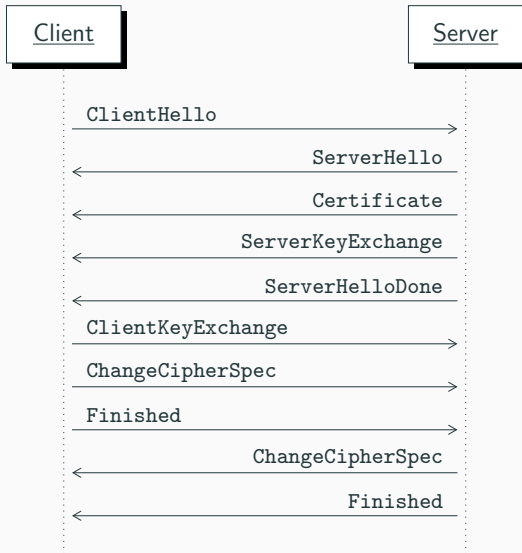 Client
Server
ClientHello
ServerHello
Certificate
ServerKeyExchange
ServerHelloDone
ClientKeyExchange
ChangeCipherSpec
Finished
ChangeCipherSpec
Finished